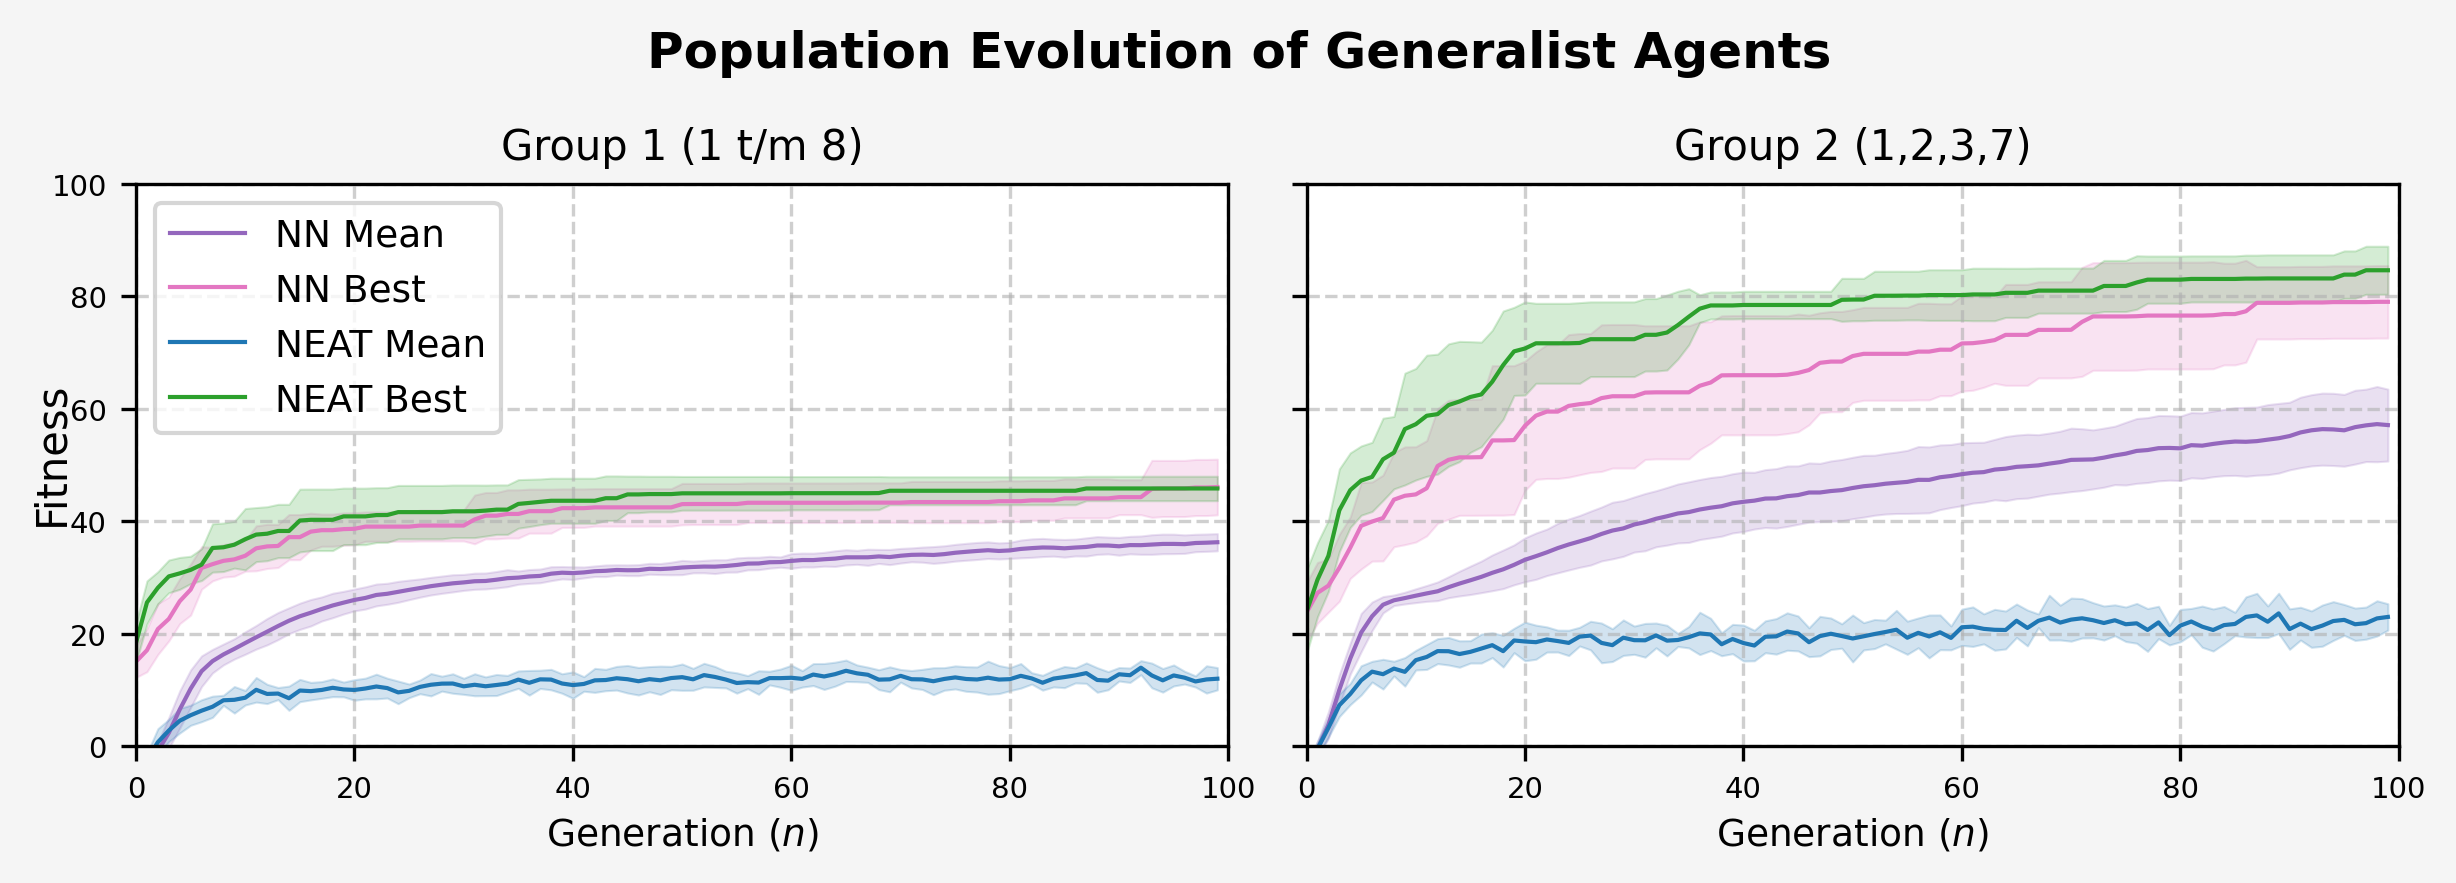 Population Evolution of Generalist Agents
Group 1 (1 t/m 8)
Group 2 (1,2,3,7)
Fitness
100
80
60
40
20
0
NN Mean
NN Best
NEAT Mean
NEAT Best
0 20 40 60 80 100
0 20 40 60 80 100
Generation (n)
Generation (n)